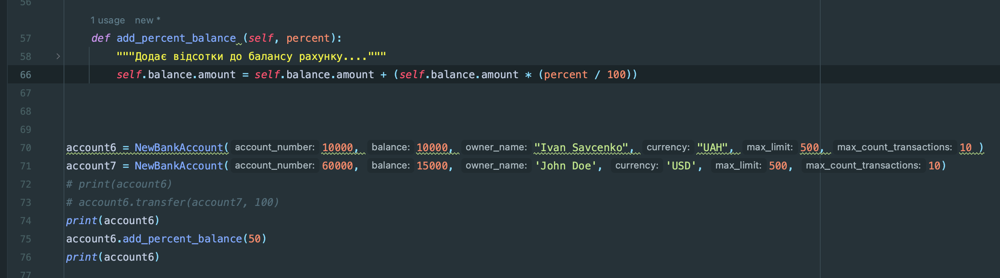 56
1 usage new *
57 def add_percent_balance (self, percent):
58 """Додає відсотки до балансу рахунку...."""
66 self.balance.amount = self.balance.amount + (self.balance.amount * (percent / 100))
67
68
69
70 account6 = NewBankAccount( account_number: 10000, balance: 10000, owner_name: "Ivan Savcenko", currency: "UAH", max_limit: 500, max_count_transactions: 10 )
71 account7 = NewBankAccount( account_number: 60000, balance: 15000, owner_name: 'John Doe', currency: 'USD', max_limit: 500, max_count_transactions: 10)
72 # print(account6)
73 # account6.transfer(account7, 100)
74 print(account6)
75 account6.add_percent_balance(50)
76 print(account6)
77